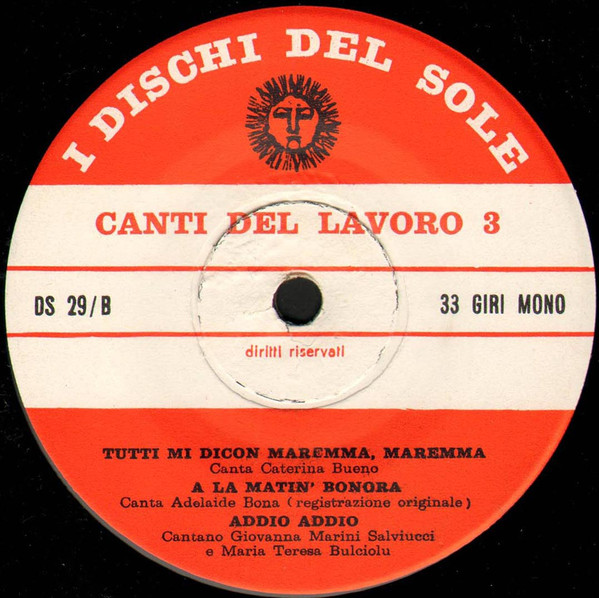 I DISCHI DEL SOLE
CANTI DEL LAVORO 3
DS 29/B
33 GIRI MONO
diritti riservati
TUTTI MI DICON MAREMMA, MAREMMA
Canta Caterina Bueno
A LA MATIN' BONORA
Canta Adelaide Bona (registrazione originale)
ADDIO ADDIO
Cantano Giovanna Marini Salviucci
e Maria Teresa Bulciolu